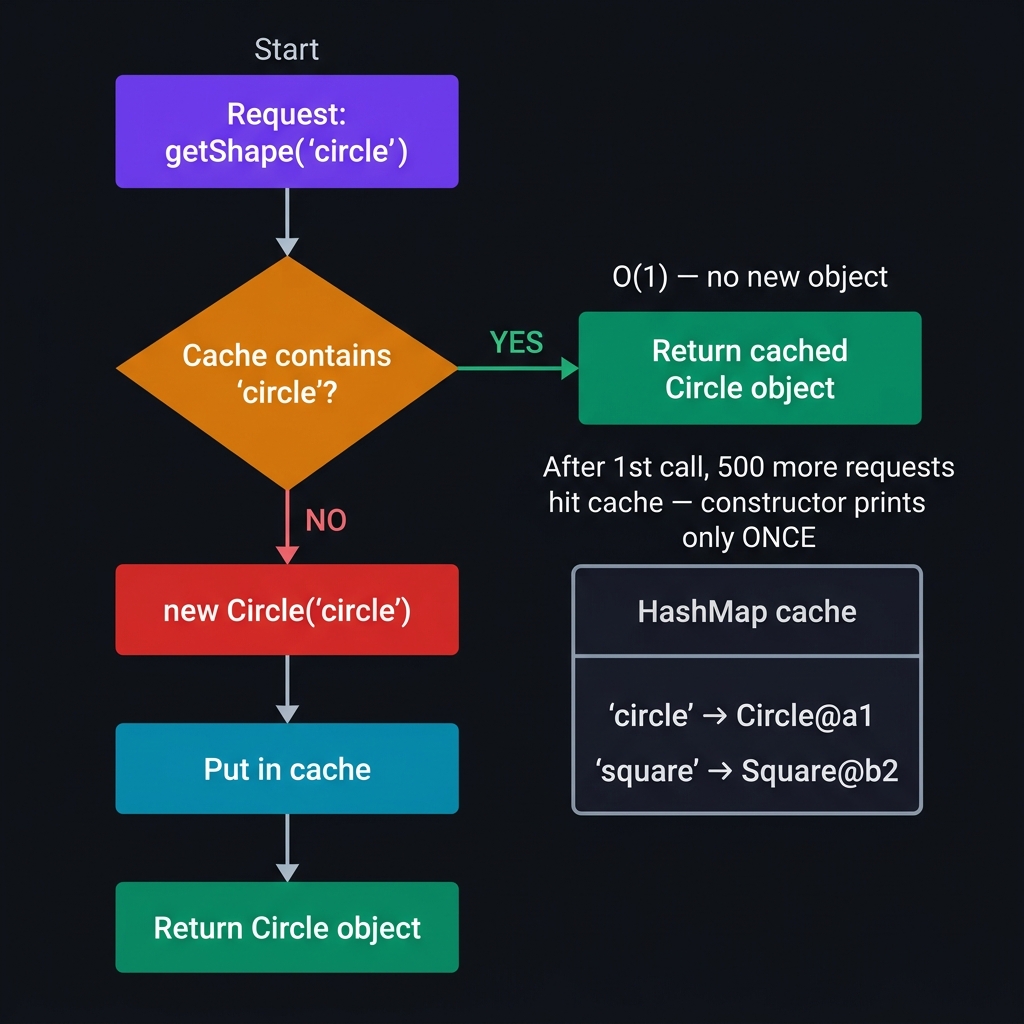 Start
Request:
getShape(‘circle’)
Cache contains
‘circle’?
YES
O(1) — no new object
Return cached
Circle object
After 1st call, 500 more requests
hit cache — constructor prints
only ONCE
NO
new Circle(‘circle’)
Put in cache
Return Circle object
HashMap cache
‘circle’ → Circle@a1
‘square’ → Square@b2